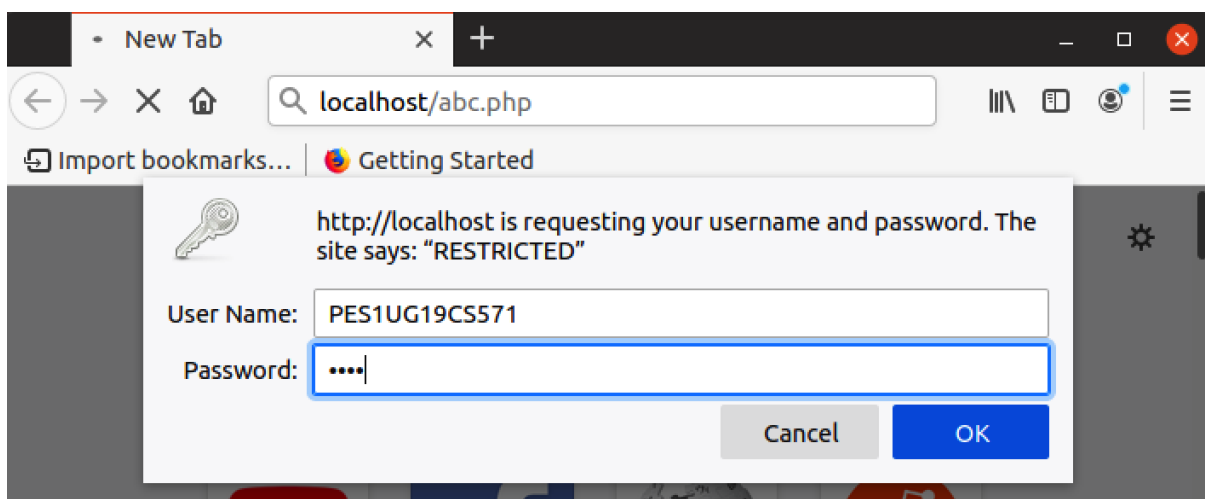 New Tab
localhost/abc.php
Import bookmarks... Getting Started
http://localhost is requesting your username and password. The
site says: “RESTRICTED”
User Name: PES1UG19CS571
Password: ••••
Cancel OK